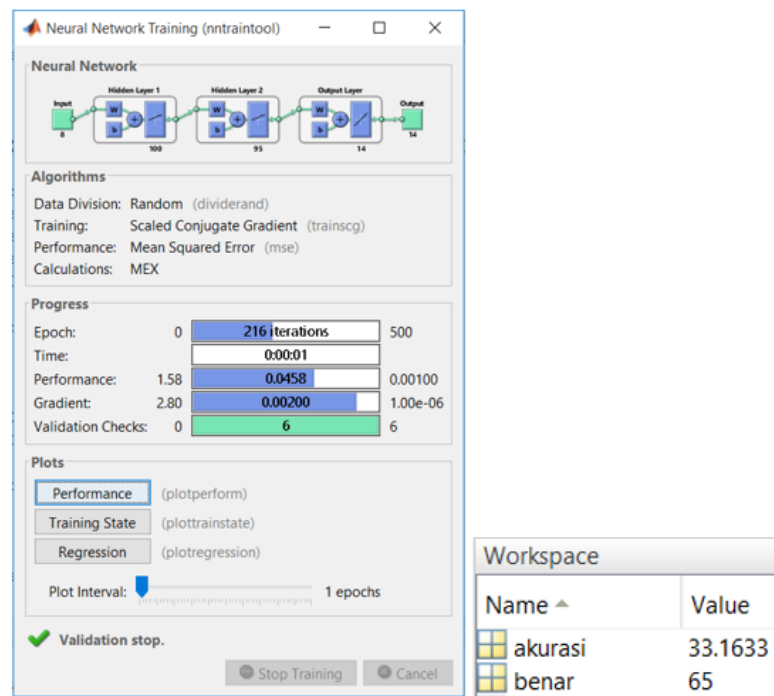 Neural Network Training (nntraintool)
Neural Network
Hidden Layer 1 Hidden Layer 2 Output Layer
Input Output
W W W
b b b
8 14
100 95 14
Algorithms
Data Division: Random (dividerand)
Training: Scaled Conjugate Gradient (trainscg)
Performance: Mean Squared Error (mse)
Calculations: MEX
Progress
Epoch: 0 216 iterations 500
Time: 0:00:01
Performance: 1.58 0.0458 0.00100
Gradient: 2.80 0.00200 1.00e-06
Validation Checks: 0 6 6
Plots
Performance (plotperform)
Training State (plottrainstate)
Regression (plotregression)
Plot Interval: 1 epochs
Validation stop.
Stop Training Cancel
Workspace
Name Value
akurasi 33.1633
benar 65